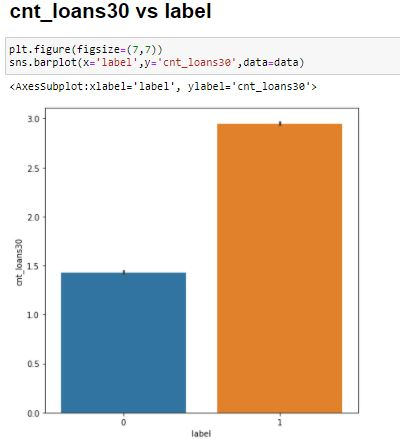 cnt_loans30 vs label
plt.figure(figsize=(7,7))
sns.barplot(x='label',y='cnt_loans30',data=data)
<AxesSubplot:xlabel='label', ylabel='cnt_loans30'>
3.0
2.5
2.0
1.5
1.0
0.5
0.0
cnt_loans30
0 1
label